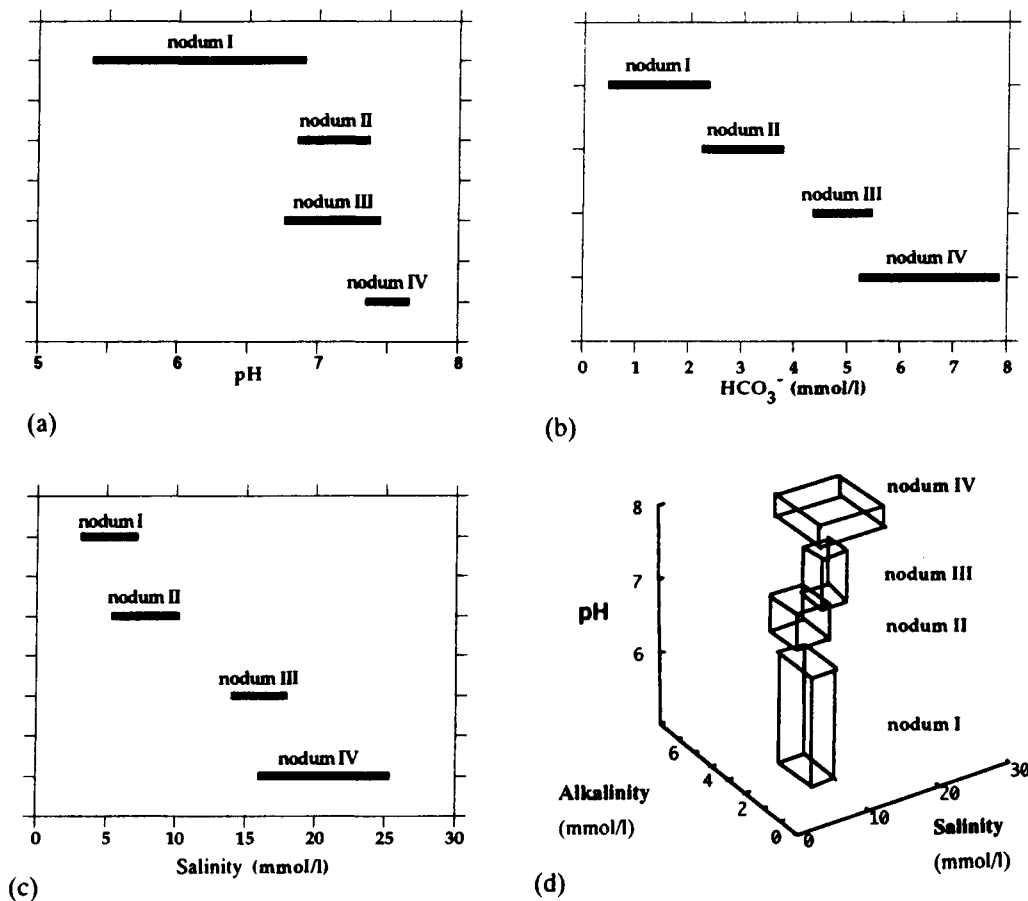 nodum I
nodum II
nodum III
nodum IV
5 6 7 8
pH
(a)
nodum I
nodum II
nodum III
nodum IV
0 1 2 3 4 5 6 7 8
HCO₃⁻ (mmol/l)
(b)
nodum I
nodum II
nodum III
nodum IV
0 5 10 15 20 25 30
Salinity (mmol/l)
(c)
nodum IV
8
nodum III
7
pH
nodum II
6
nodum I
6 4 2 0
0 10 20 30
Alkalinity
(mmol/l)
Salinity
(mmol/l)
(d)